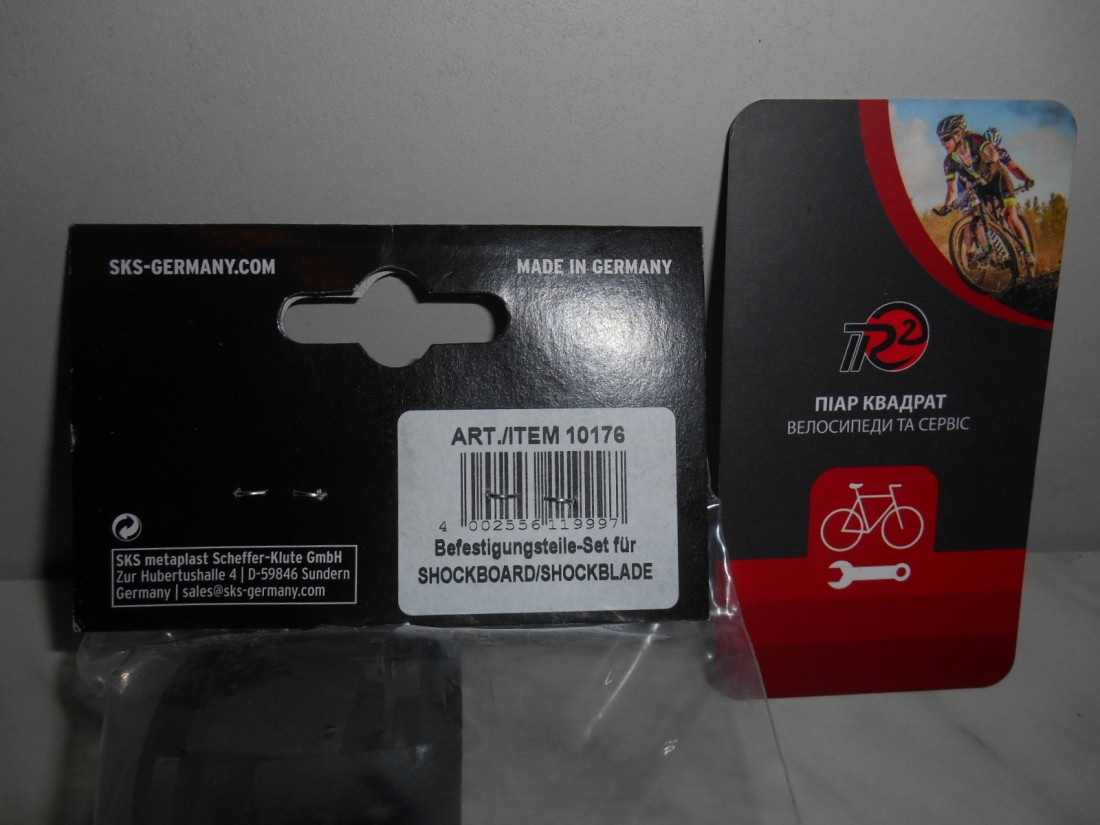 SKS-GERMANY.COM
MADE IN GERMANY
ART./ITEM 10176
4 002556 119997
Befestigungsteile-Set für
SHOCKBOARD/SHOCKBLADE
SKS metaplast Scheffer-Klute GmbH
Zur Hubertushalle 4 | D-59846 Sundern
Germany | sales@sks-germany.com
ПR2
ПІАР КВАДРАТ
ВЕЛОСИПЕДИ ТА СЕРВІС